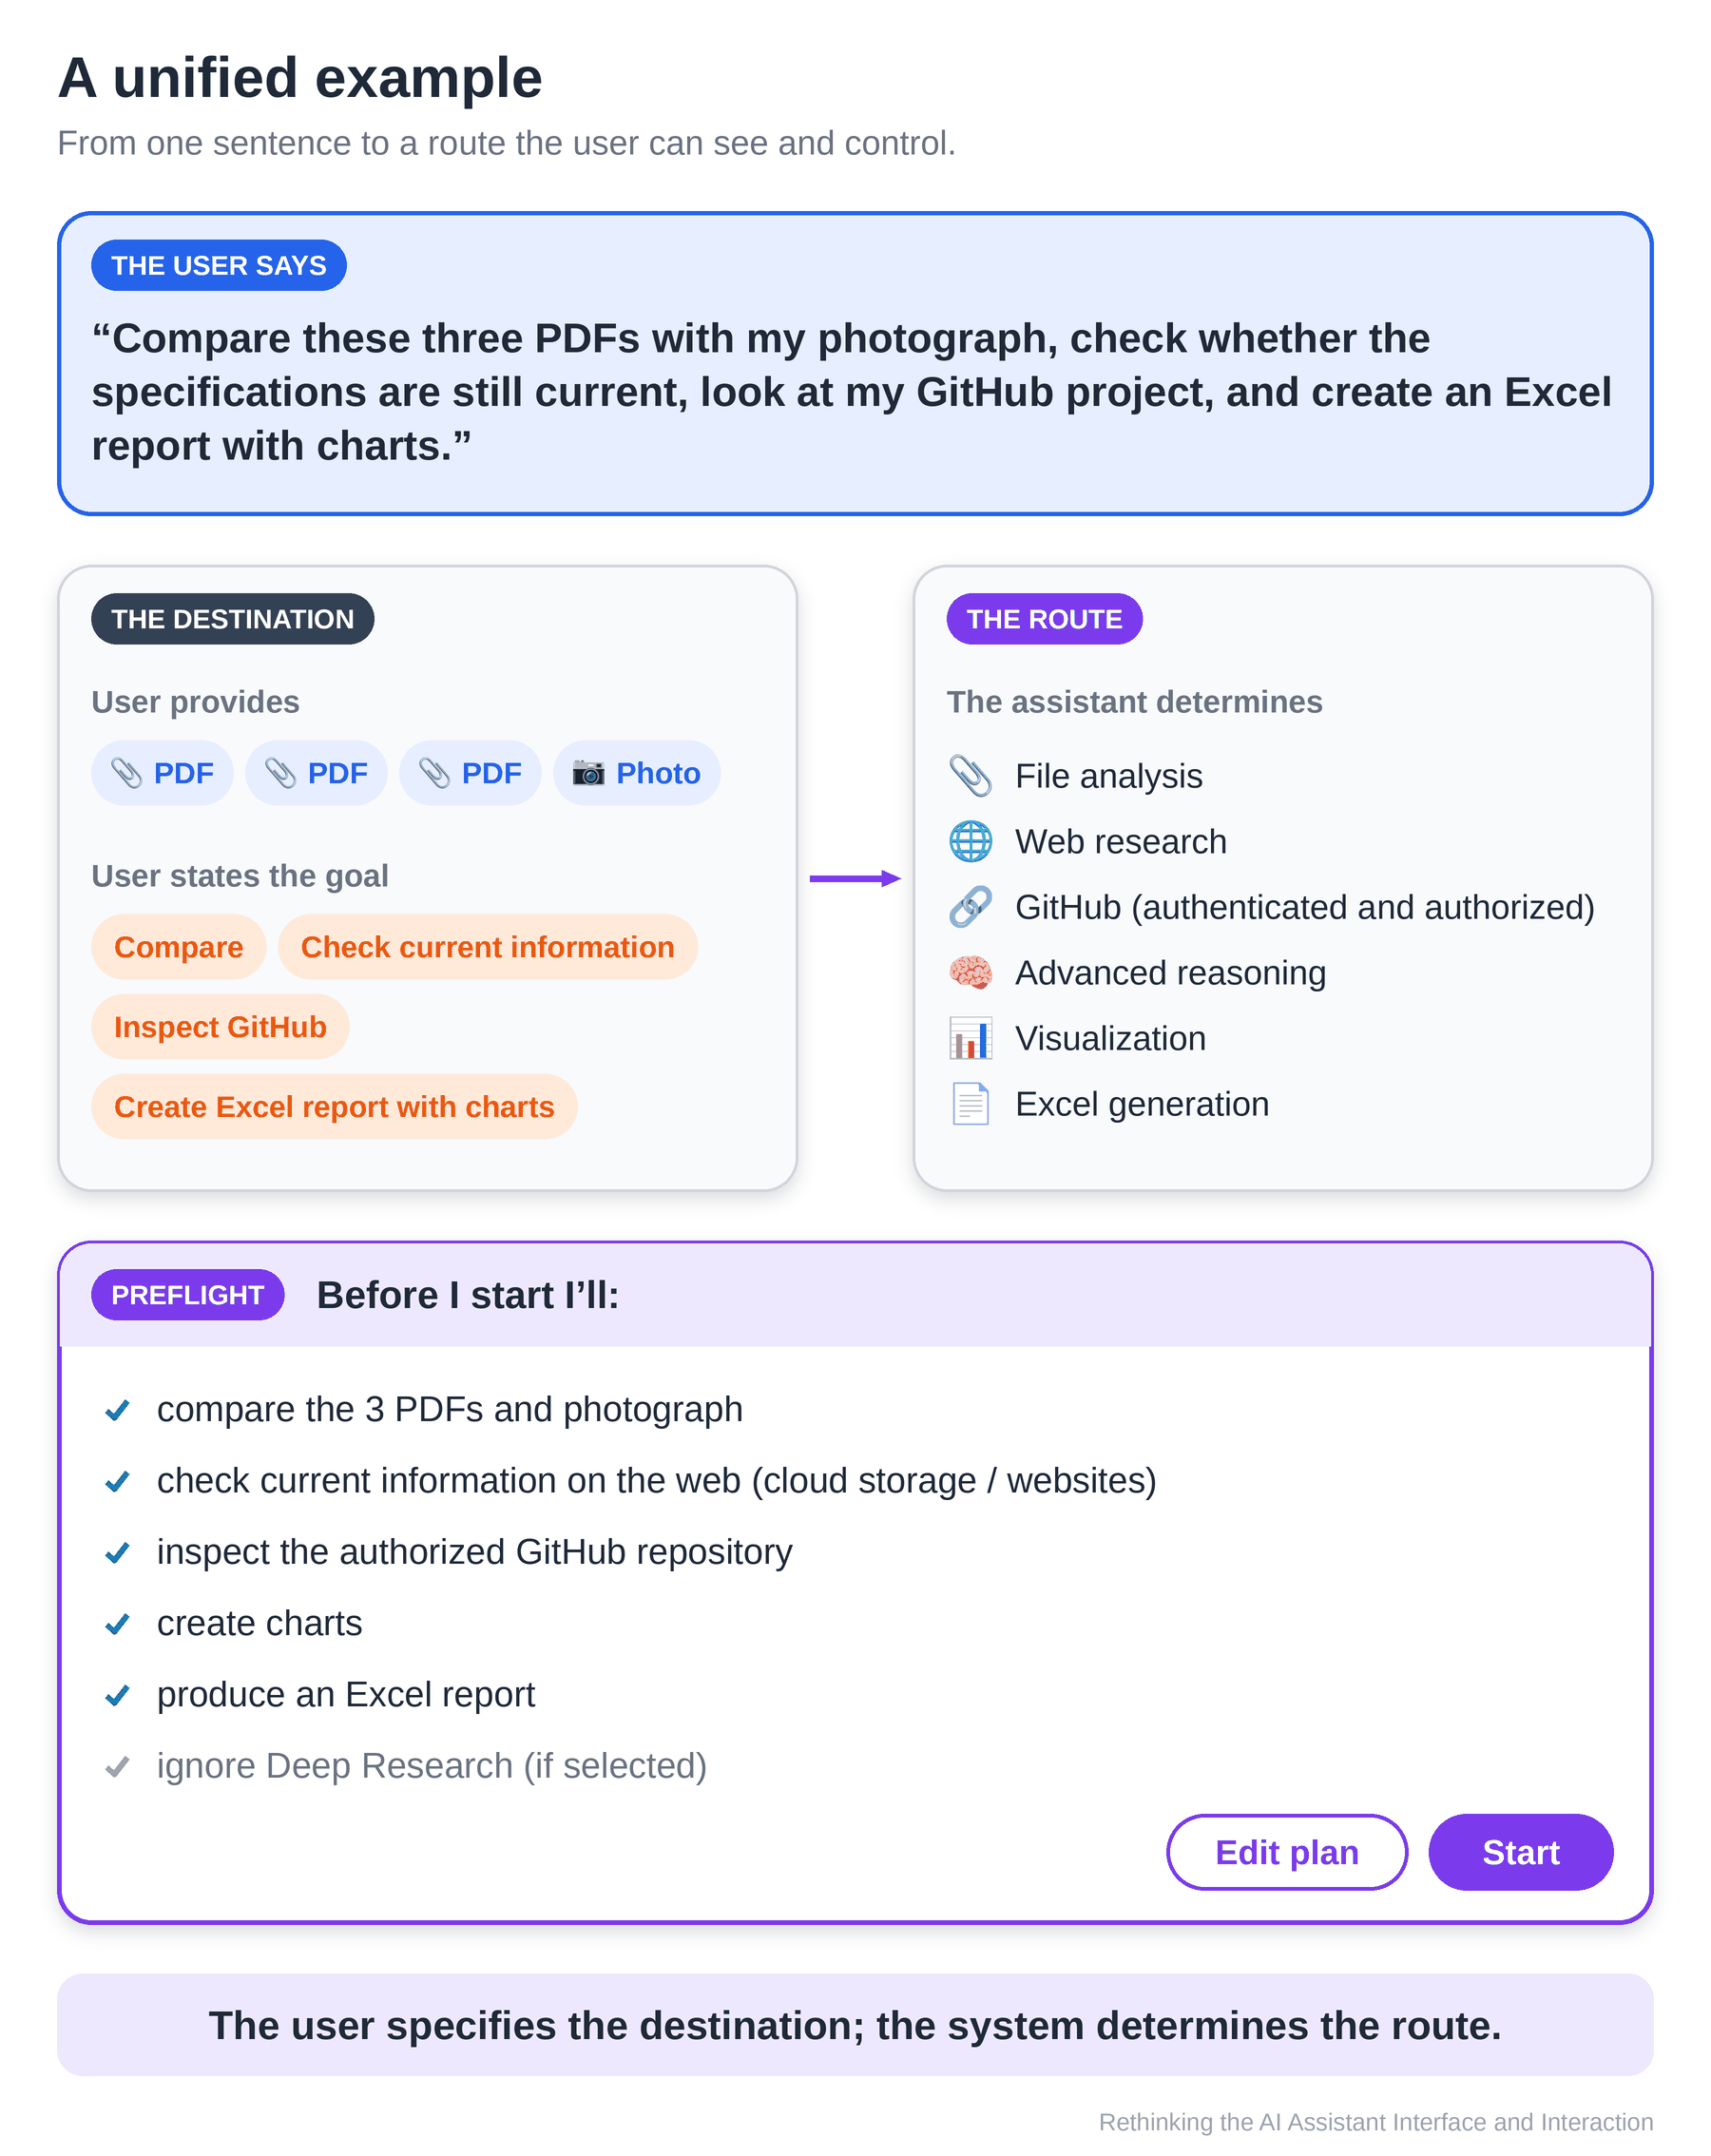 A unified example
From one sentence to a route the user can see and control.
THE USER SAYS
“Compare these three PDFs with my photograph, check whether the
specifications are still current, look at my GitHub project, and create an Excel
report with charts.”
THE DESTINATION
User provides
PDF PDF PDF Photo
User states the goal
Compare Check current information
Inspect GitHub
Create Excel report with charts
THE ROUTE
The assistant determines
File analysis
Web research
GitHub (authenticated and authorized)
Advanced reasoning
Visualization
Excel generation
PREFLIGHT Before I start I’ll:
compare the 3 PDFs and photograph
check current information on the web (cloud storage / websites)
inspect the authorized GitHub repository
create charts
produce an Excel report
ignore Deep Research (if selected)
Edit plan Start
The user specifies the destination; the system determines the route.
Rethinking the AI Assistant Interface and Interaction